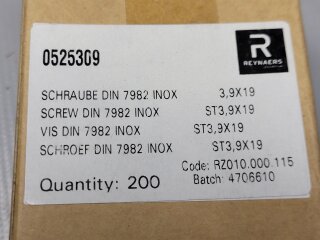 0525309
R
REYNAERS
SCHRAUBE DIN 7982 INOX 3,9X19
SCREW DIN 7982 INOX ST3,9X19
VIS DIN 7982 INOX ST3,9X19
SCHROEF DIN 7982 INOX ST3,9X19
Code: RZ010.000.115
Quantity: 200 Batch: 4706610